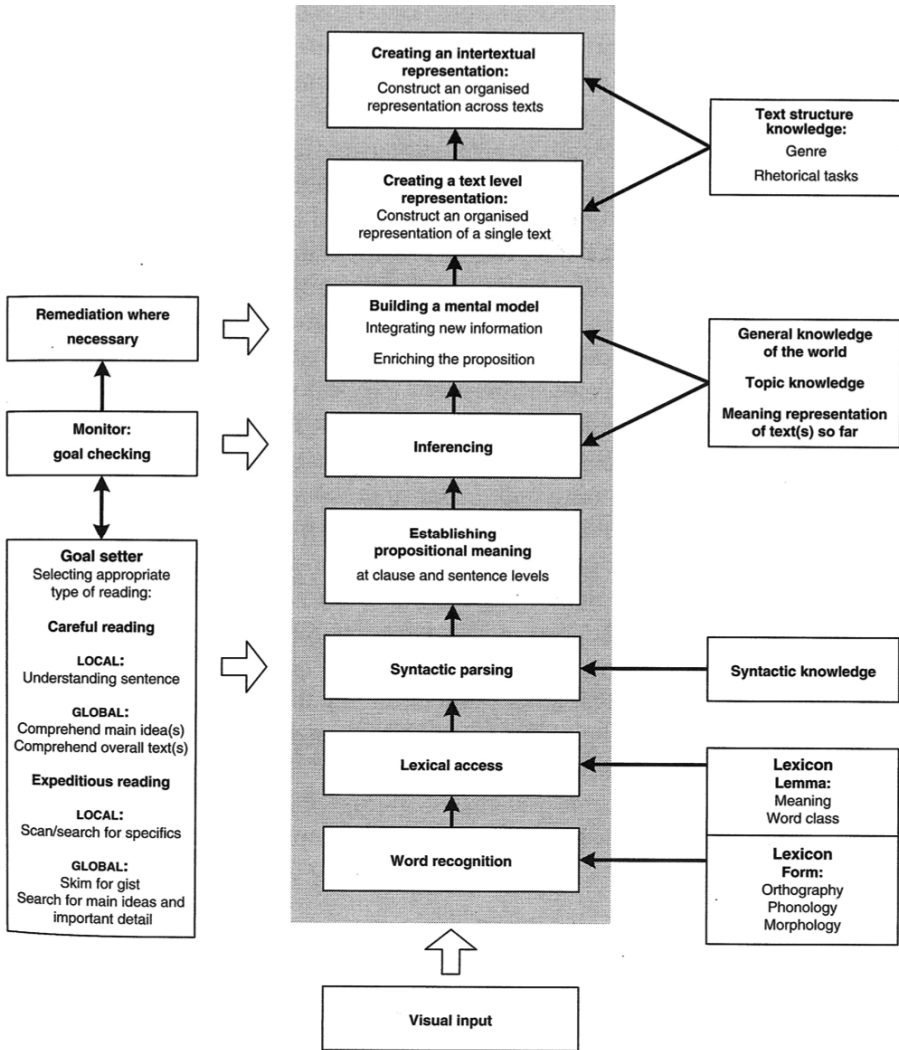 Creating an intertextual
representation:
Construct an organised
representation across texts
Creating a text level
representation:
Construct an organised
representation of a single text
Building a mental model
Integrating new information
Enriching the proposition
Inferencing
Establishing
propositional meaning
at clause and sentence levels
Syntactic parsing
Lexical access
Word recognition
Visual input
Remediation where
necessary
Monitor:
goal checking
Goal setter
Selecting appropriate
type of reading:
Careful reading
LOCAL:
Understanding sentence
GLOBAL:
Comprehend main idea(s)
Comprehend overall text(s)
Expeditious reading
LOCAL:
Scan/search for specifics
GLOBAL:
Skim for gist
Search for main ideas and
important detail
Text structure
knowledge:
Genre
Rhetorical tasks
General knowledge
of the world
Topic knowledge
Meaning representation
of text(s) so far
Syntactic knowledge
Lexicon
Lemma:
Meaning
Word class
Lexicon
Form:
Orthography
Phonology
Morphology